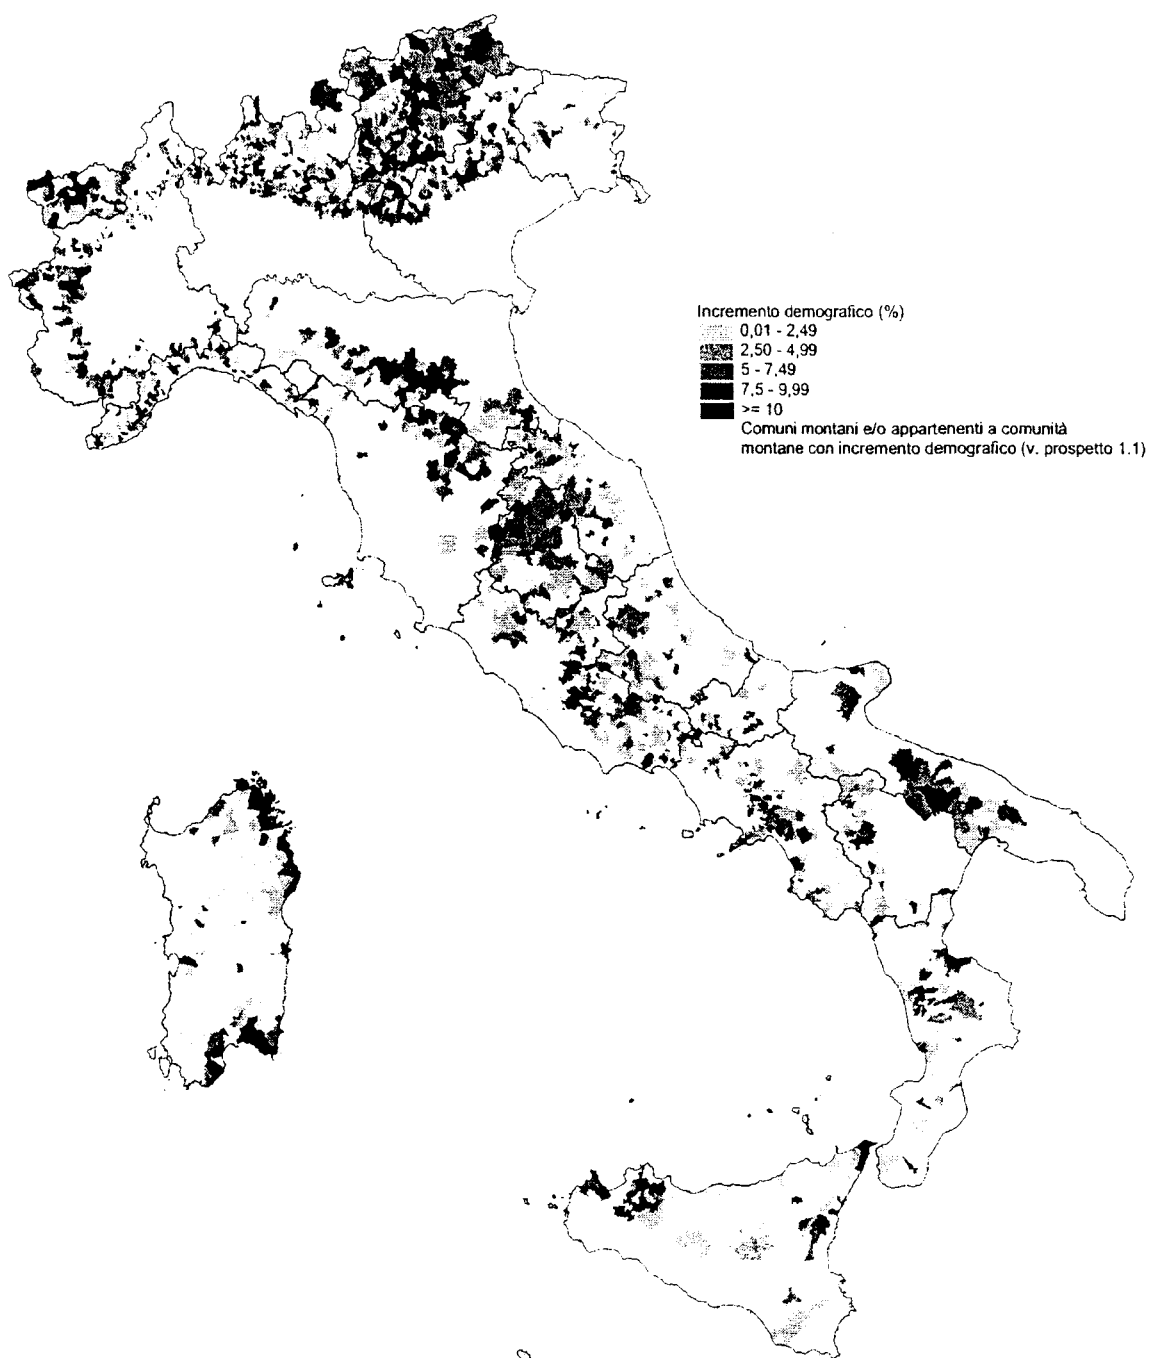 Incremento demografico (%)
0,01 - 2,49
2,50 - 4,99
5 - 7,49
7,5 - 9,99
>= 10
Comuni montani e/o appartenenti a comunità
montane con incremento demografico (v. prospetto 1.1)